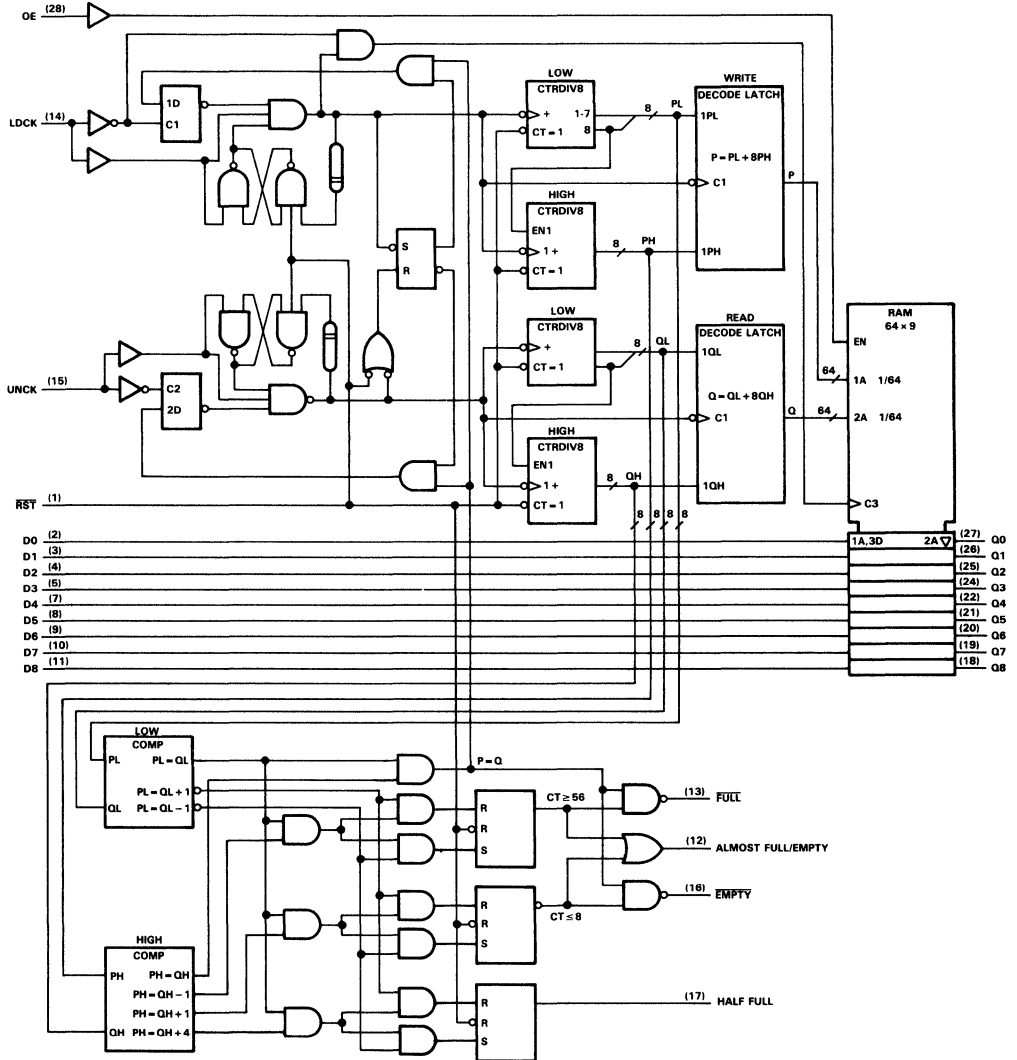 OE (28)
LDCK (14)
1D
C1
LOW
CTRDIV8
+ 1-7
8
CT = 1
8
PL
WRITE
DECODE LATCH
1PL
P = PL + 8PH
C1
1PH
P
HIGH
CTRDIV8
EN1
1 +
CT = 1
8
PH
S
R
LOW
CTRDIV8
+
CT = 1
8
QL
READ
DECODE LATCH
1QL
Q = QL + 8QH
C1
1QH
Q
UNCK (15)
C2
2D
HIGH
CTRDIV8
EN1
1 +
CT = 1
8
QH
8 8 8 8
RST (1)
RAM
64 × 9
EN
64
1A 1/64
64
2A 1/64
C3
1A,3D 2A
D0 (2)
D1 (3)
D2 (4)
D3 (5)
D4 (7)
D5 (8)
D6 (9)
D7 (10)
D8 (11)
(27) Q0
(26) Q1
(25) Q2
(24) Q3
(22) Q4
(21) Q5
(20) Q6
(19) Q7
(18) Q8
LOW
COMP
PL PL = QL
PL = QL + 1
QL PL = QL − 1
P = Q
R
R
S
CT ≥ 56
(13) FULL
(12) ALMOST FULL/EMPTY
(16) EMPTY
R
R
S
CT ≤ 8
HIGH
COMP
PH PH = QH
PH = QH − 1
PH = QH + 1
QH PH = QH + 4
R
R
S
(17) HALF FULL